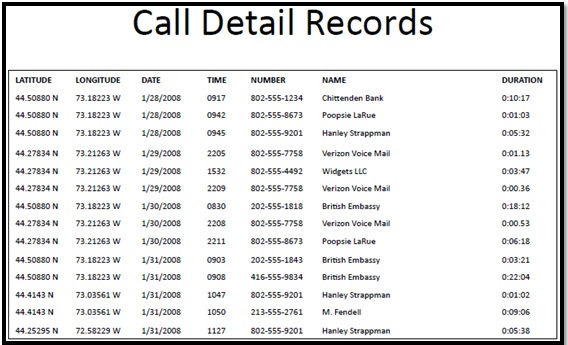 Call Detail Records
LATITUDE LONGITUDE DATE TIME NUMBER NAME DURATION
44.50880 N 73.18223 W 1/28/2008 0917 802-555-1234 Chittenden Bank 0:10:17
44.50880 N 73.18223 W 1/28/2008 0942 802-555-8673 Poopsie LaRue 0:01:03
44.50880 N 73.18223 W 1/28/2008 0945 802-555-9201 Hanley Strappman 0:05:32
44.27834 N 73.21263 W 1/29/2008 2205 802-555-7758 Verizon Voice Mail 0:01.13
44.27834 N 73.21263 W 1/29/2008 1532 802-555-4492 Widgets LLC 0:03:47
44.27834 N 73.21263 W 1/29/2008 2209 802-555-7758 Verizon Voice Mail 0:00.36
44.50880 N 73.18223 W 1/30/2008 0830 202-555-1818 British Embassy 0:18:12
44.27834 N 73.21263 W 1/30/2008 2208 802-555-7758 Verizon Voice Mail 0:00.53
44.27834 N 73.21263 W 1/30/2008 2211 802-555-8673 Poopsie LaRue 0:06:18
44.50880 N 73.18223 W 1/31/2008 0903 202-555-1843 British Embassy 0:03:21
44.50880 N 73.18223 W 1/31/2008 0908 416-555-9834 British Embassy 0:22:04
44.4143 N 73.03561 W 1/31/2008 1047 802-555-9201 Hanley Strappman 0:01:02
44.4143 N 73.03561 W 1/31/2008 1050 213-555-2761 M. Fendell 0:09:06
44.25295 N 72.58229 W 1/31/2008 1127 802-555-9201 Hanley Strappman 0:05:38